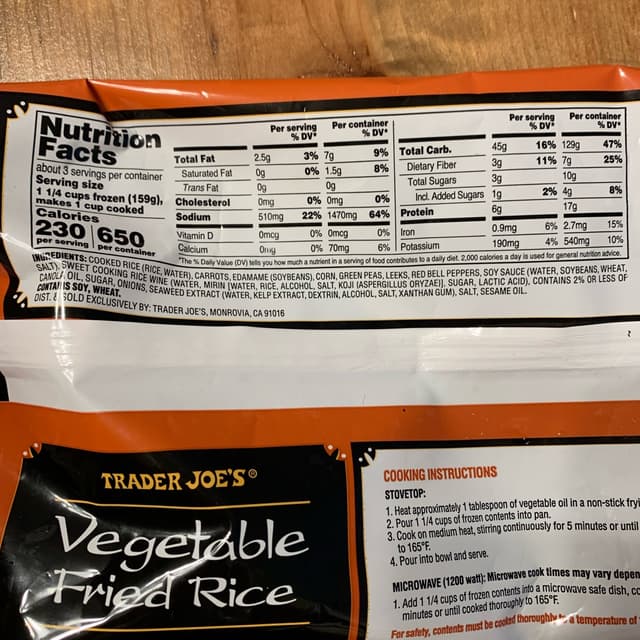 Nutrition
Facts
about 3 servings per container
Serving size
1 1/4 cups frozen (159g),
makes 1 cup cooked
Calories
230 650
per serving per container
Per serving Per container
% DV* % DV*
Total Fat 2.5g 3% 7g 9%
Saturated Fat 0g 0% 1.5g 8%
Trans Fat 0g 0g
Cholesterol 0mg 0% 0mg 0%
Sodium 510mg 22% 1470mg 64%
Vitamin D 0mcg 0% 0mcg 0%
Calcium 0mg 0% 70mg 6%
Per serving Per container
% DV* % DV*
Total Carb. 45g 16% 129g 47%
Dietary Fiber 3g 11% 7g 25%
Total Sugars 3g 10g
Incl. Added Sugars 1g 2% 4g 8%
Protein 6g 17g
Iron 0.9mg 6% 2.7mg 15%
Potassium 190mg 4% 540mg 10%
*The % Daily Value (DV) tells you how much a nutrient in a serving of food contributes to a daily diet. 2,000 calories a day is used for general nutrition advice.
INGREDIENTS: COOKED RICE (RICE, WATER), CARROTS, EDAMAME (SOYBEANS), CORN, GREEN PEAS, LEEKS, RED BELL PEPPERS, SOY SAUCE (WATER, SOYBEANS, WHEAT,
SALT), SWEET COOKING RICE WINE (WATER, MIRIN [WATER, RICE, ALCOHOL, SALT, KOJI (ASPERGILLUS ORYZAE)], SUGAR, LACTIC ACID). CONTAINS 2% OR LESS OF
CANOLA OIL, SUGAR, ONIONS, SEAWEED EXTRACT (WATER, KELP EXTRACT, DEXTRIN, ALCOHOL, SALT, XANTHAN GUM), SALT, SESAME OIL.
CONTAINS SOY, WHEAT.
DIST. & SOLD EXCLUSIVELY BY: TRADER JOE'S, MONROVIA, CA 91016
TRADER JOE'S®
Vegetable
Fried Rice
COOKING INSTRUCTIONS
STOVETOP:
1. Heat approximately 1 tablespoon of vegetable oil in a non-stick fryi
2. Pour 1 1/4 cups of frozen contents into pan.
3. Cook on medium heat, stirring continuously for 5 minutes or until
to 165°F.
4. Pour into bowl and serve.
MICROWAVE (1200 watt): Microwave cook times may vary depen
1. Add 1 1/4 cups of frozen contents into a microwave safe dish, co
minutes or until cooked thoroughly to 165°F.
For safety, contents must be cooked thoroughly to a temperature of